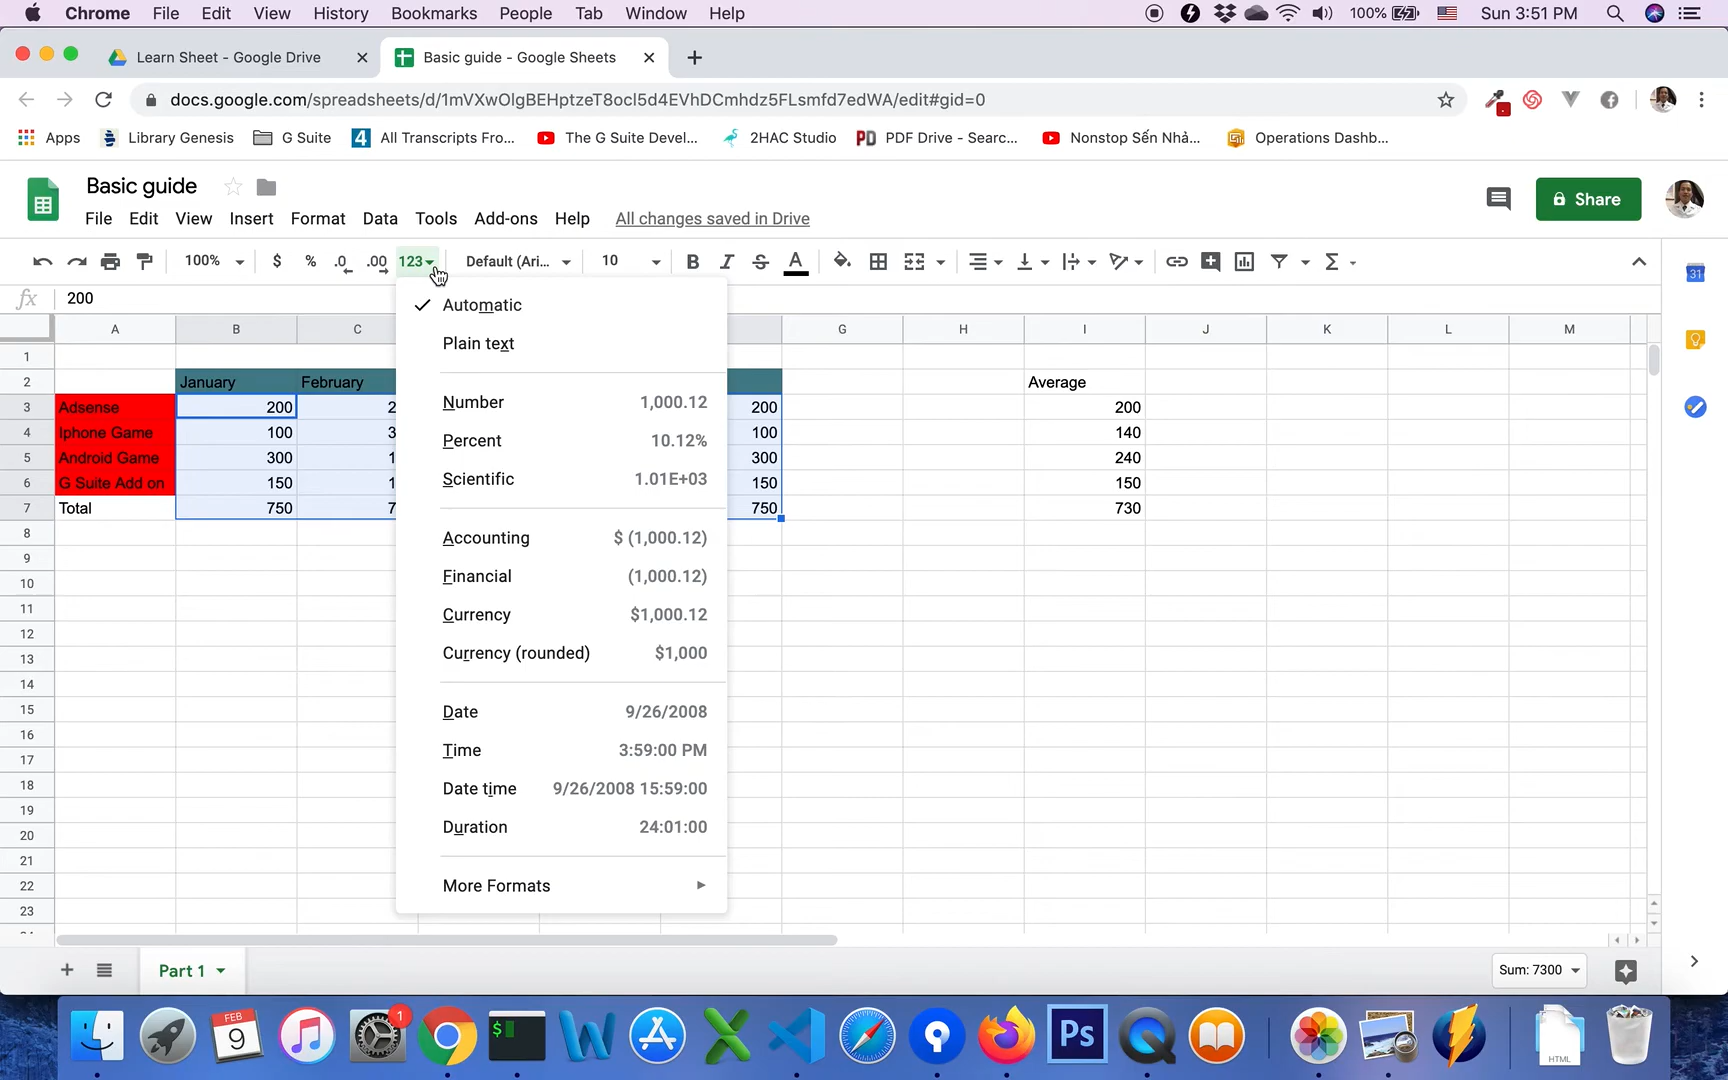 Chrome File Edit View History Bookmarks People Tab Window Help 100% Sun 3:51 PM
Learn Sheet - Google Drive Basic guide - Google Sheets
docs.google.com/spreadsheets/d/1mVXwOlgBEHptzeT8ocl5d4EVhDCmhdz5FLsmfd7edWA/edit#gid=0
Apps Library Genesis G Suite 4 All Transcripts Fro... The G Suite Devel... 2HAC Studio PD PDF Drive - Searc... Nonstop Sến Nhả... Operations Dashb...
Basic guide
File Edit View Insert Format Data Tools Add-ons Help All changes saved in Drive Share
100% $ % .0 .00 123 Default (Ari... 10 B I S A Σ 31
fx 200
Automatic
A B C G H I J K L M
Plain text
1
2 January February Average
3 Adsense 200 2 Number 1,000.12 200 200
4 Iphone Game 100 3 Percent 10.12% 100 140
5 Android Game 300 1 300 240
6 G Suite Add on 150 1 Scientific 1.01E+03 150 150
7 Total 750 7 750 730
8
Accounting $ (1,000.12)
9
Financial (1,000.12)
10
11
Currency $1,000.12
12
13 Currency (rounded) $1,000
14
15 Date 9/26/2008
16
Time 3:59:00 PM
17
18 Date time 9/26/2008 15:59:00
19
20 Duration 24:01:00
21
22 More Formats
23
Part 1 Sum: 7300
FEB 9 1 $ Ps HTML